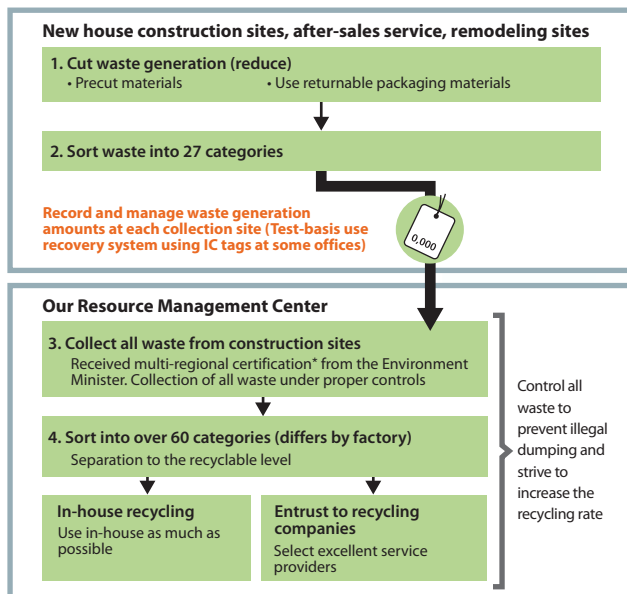 New house construction sites, after-sales service, remodeling sites
1. Cut waste generation (reduce)
• Precut materials • Use returnable packaging materials
2. Sort waste into 27 categories
Record and manage waste generation
amounts at each collection site (Test-basis use
recovery system using IC tags at some offices)
0,000
Our Resource Management Center
3. Collect all waste from construction sites
Received multi-regional certification* from the Environment
Minister. Collection of all waste under proper controls
4. Sort into over 60 categories (differs by factory)
Separation to the recyclable level
In-house recycling
Use in-house as much as
possible
Entrust to recycling
companies
Select excellent service
providers
Control all
waste to
prevent illegal
dumping and
strive to
increase the
recycling rate